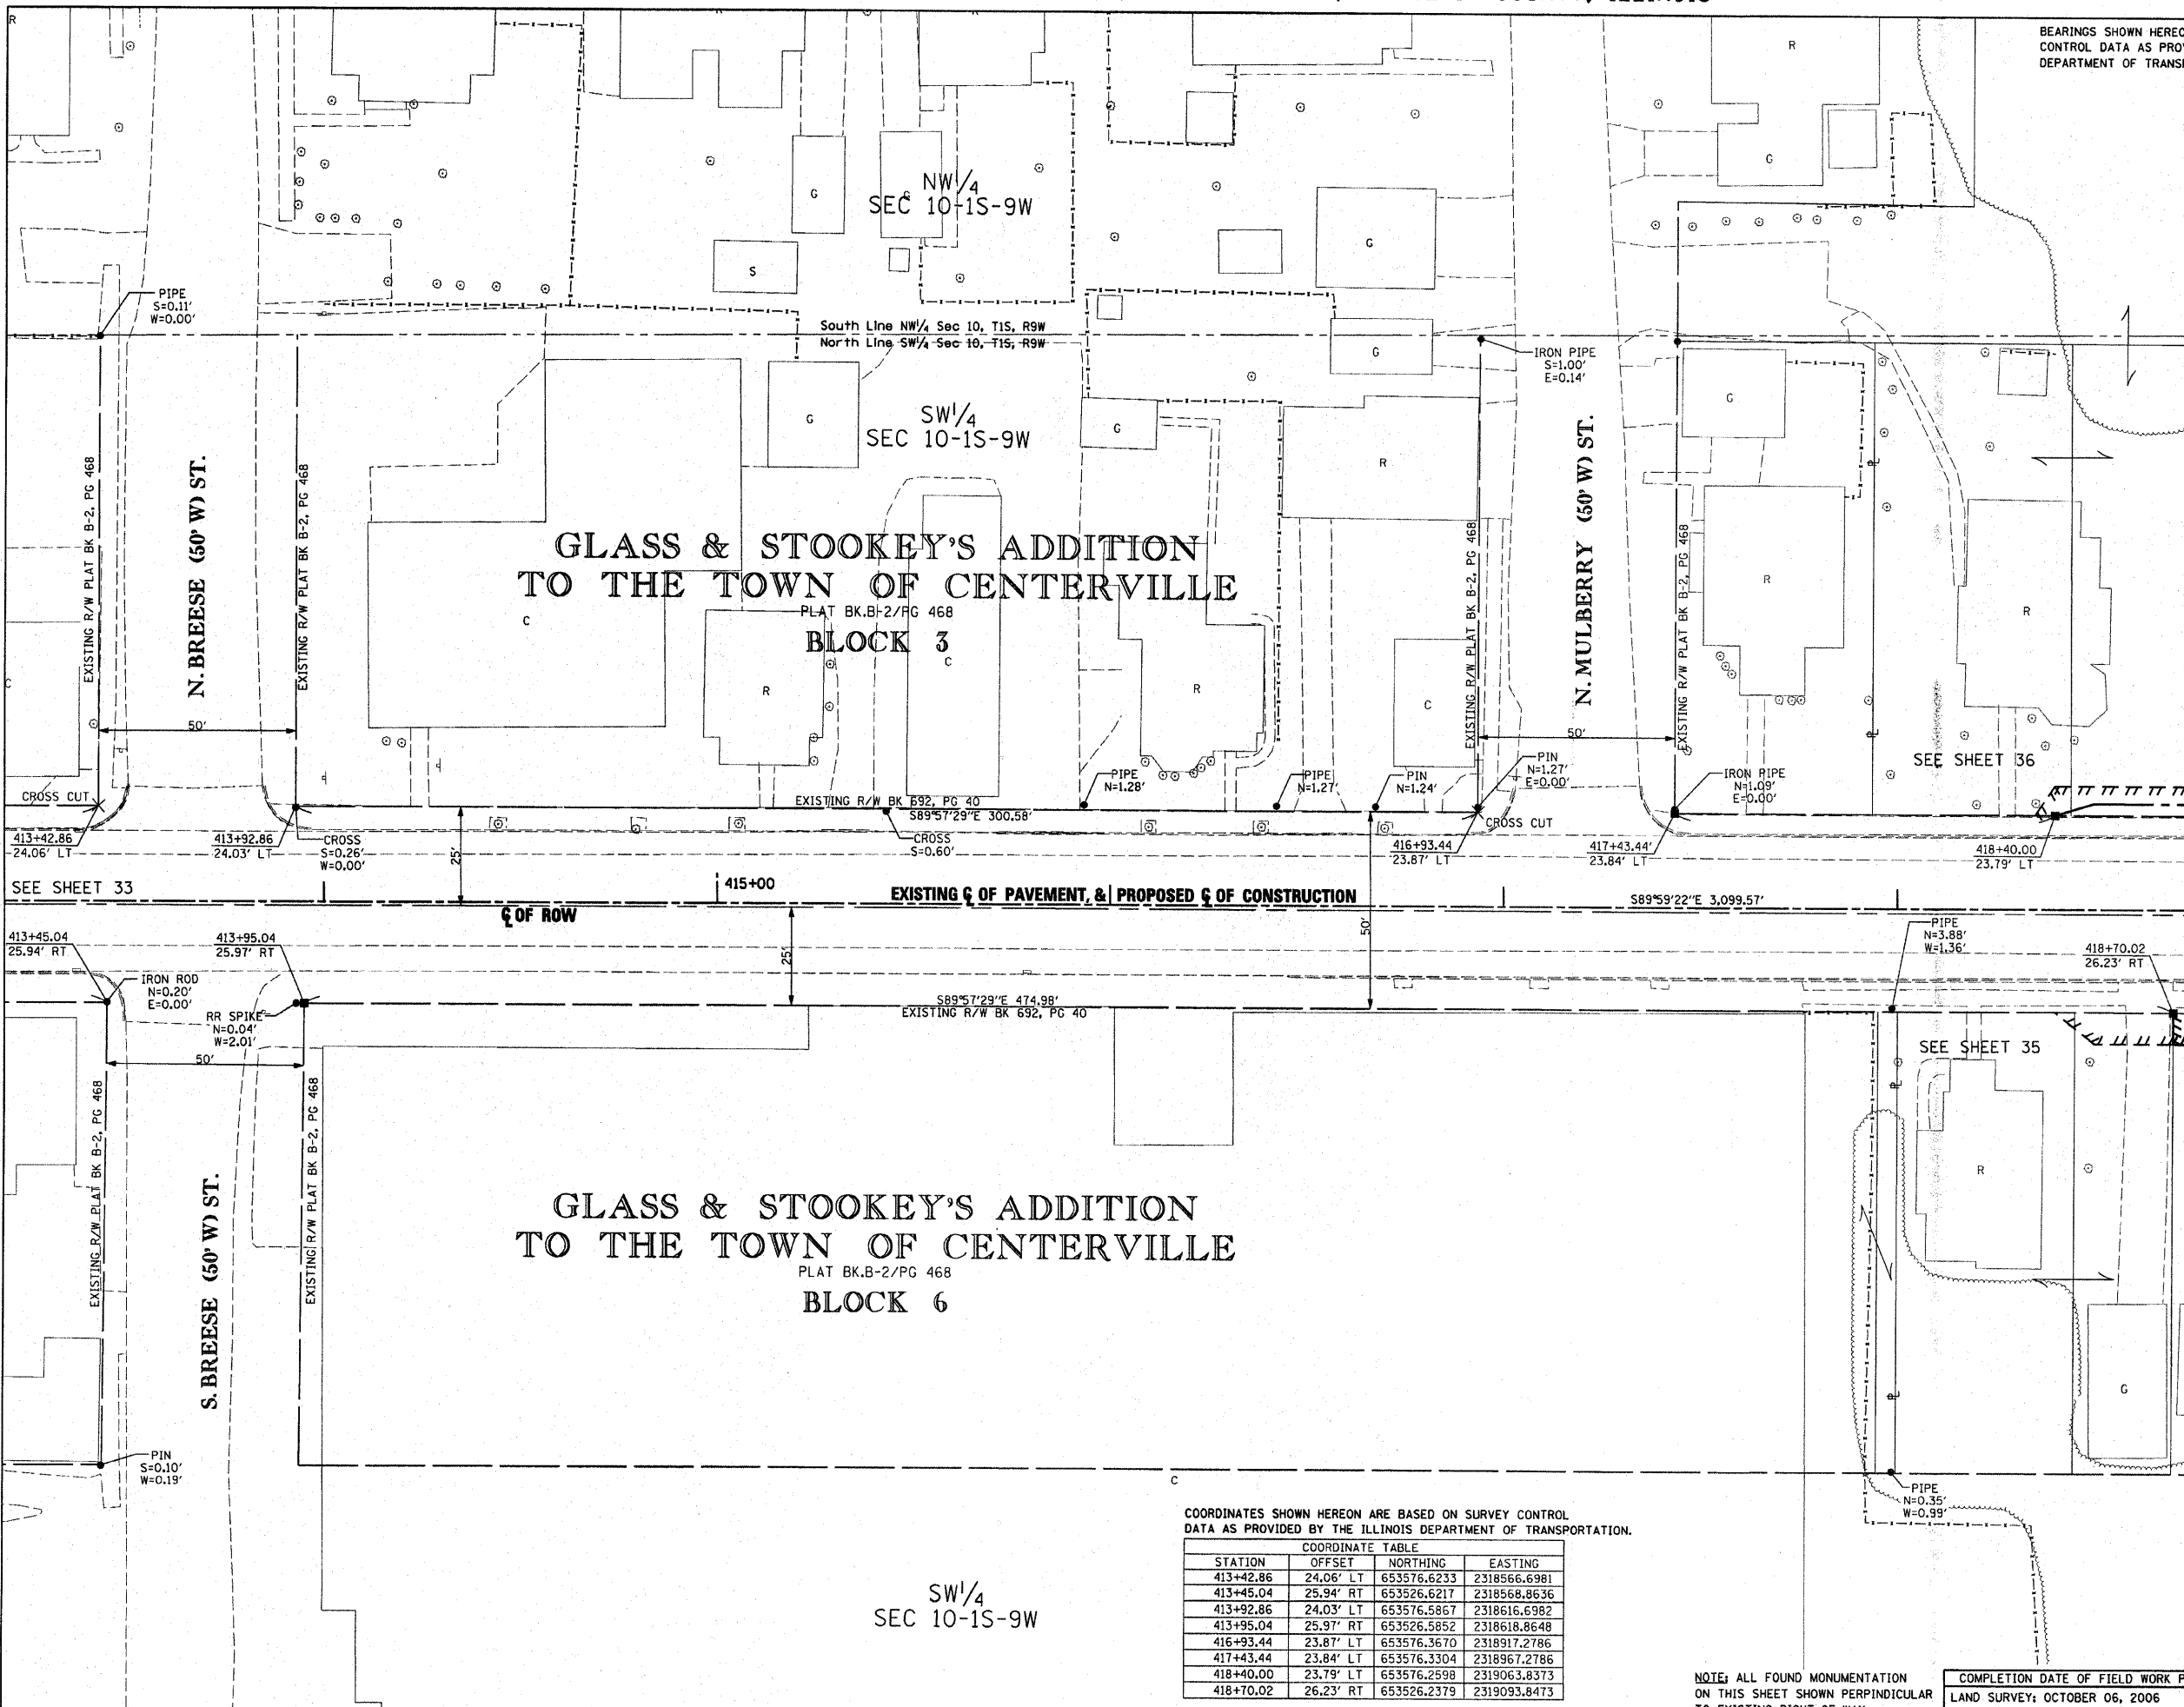 BEARINGS SHOWN
CONTROL DATA AS
DEPARTMENT OF
R
R
G
G
NW1/4
SEC 10-1S-9W
G
G
S
PIPE
S=0.11'
W=0.00'
South Line NW1/4 Sec 10, T1S, R9W
North Line SW1/4 Sec 10, T1S, R9W
IRON PIPE
S=1.00'
E=0.14'
G
G
G
SW1/4
SEC 10-1S-9W
G
R
EXISTING R/W PLAT BK B-2, PG 468
N. BREESE (50' W) ST.
EXISTING R/W PLAT BK B-2, PG 468
GLASS & STOOKEY'S ADDITION
TO THE TOWN OF CENTERVILLE
PLAT BK.B-2/PG 468
BLOCK 3
EXISTING R/W PLAT BK B-2, PG 468
N. MULBERRY (50' W) ST.
EXISTING R/W PLAT BK B-2, PG 468
C
C
R
C
R
C
R
R
50'
50'
SEE SHEET 36
CROSS CUT
EXISTING R/W BK 692, PG 40
S89°57'29"E 300.58'
PIPE
N=1.28'
PIPE
N=1.27'
PIN
N=1.24'
PIN
N=1.27'
E=0.00'
CROSS CUT
IRON PIPE
N=1.09'
E=0.00'
413+42.86
24.06' LT
413+92.86
24.03' LT
CROSS
S=0.26'
W=0.00'
25'
CROSS
S=0.60'
416+93.44
23.87' LT
417+43.44'
23.84' LT
418+40.00
23.79' LT
SEE SHEET 33
415+00
EXISTING ℄ OF PAVEMENT, & PROPOSED ℄ OF CONSTRUCTION
S89°59'22"E 3,099.57'
℄ OF ROW
413+45.04
25.94' RT
413+95.04
25.97' RT
25'
50'
PIPE
N=3.88'
W=1.36'
418+70.02
26.23' RT
IRON ROD
N=0.20'
E=0.00'
RR SPIKE
N=0.04'
W=2.01'
S89°57'29"E 474.98'
EXISTING R/W BK 692, PG 40
50'
SEE SHEET 35
EXISTING R/W PLAT BK B-2, PG 468
S. BREESE (50' W) ST.
EXISTING R/W PLAT BK B-2, PG 468
GLASS & STOOKEY'S ADDITION
TO THE TOWN OF CENTERVILLE
PLAT BK.B-2/PG 468
BLOCK 6
R
G
PIN
S=0.10'
W=0.19'
C
PIPE
N=0.35'
W=0.99'
COORDINATES SHOWN HEREON ARE BASED ON SURVEY CONTROL
DATA AS PROVIDED BY THE ILLINOIS DEPARTMENT OF TRANSPORTATION.
COORDINATE TABLE
STATION OFFSET NORTHING EASTING
413+42.86 24.06' LT 653576.6233 2318566.6981
413+45.04 25.94' RT 653526.6217 2318568.8636
413+92.86 24.03' LT 653576.5867 2318616.6982
413+95.04 25.97' RT 653526.5852 2318618.8648
416+93.44 23.87' LT 653576.3670 2318917.2786
417+43.44 23.84' LT 653576.3304 2318967.2786
418+40.00 23.79' LT 653576.2598 2319063.8373
418+70.02 26.23' RT 653526.2379 2319093.8473
SW1/4
SEC 10-1S-9W
NOTE: ALL FOUND MONUMENTATION
ON THIS SHEET SHOWN PERPINDICULAR
COMPLETION DATE OF FIELD WORK
LAND SURVEY: OCTOBER 06, 2006